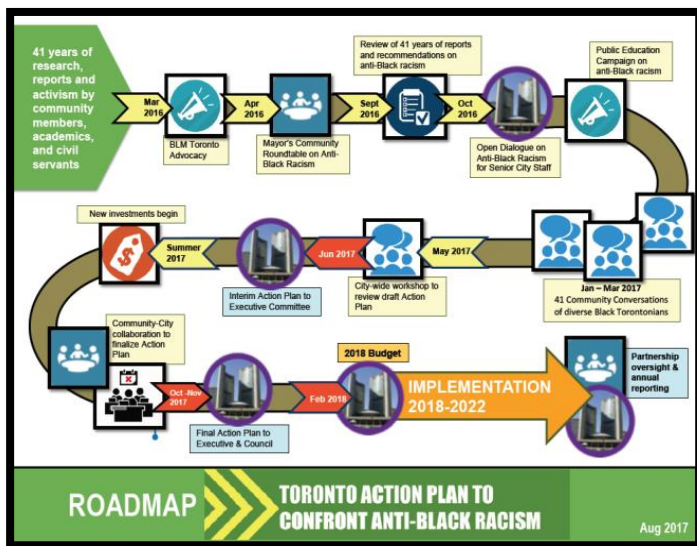 41 years of
research,
reports and
activism by
community
members,
academics,
and civil
servants
Mar
2016
BLM Toronto
Advocacy
Apr
2016
Mayor's Community
Roundtable on Anti-
Black Racism
Sept
2016
Review of 41 years of reports
and recommendations on
anti-Black racism
Oct
2016
Open Dialogue on
Anti-Black Racism
for Senior City Staff
Public Education
Campaign on
anti-Black racism
Jan – Mar 2017
41 Community Conversations
of diverse Black Torontonians
May 2017
City-wide workshop to
review draft Action
Plan
Jun 2017
Interim Action Plan to
Executive Committee
Summer
2017
New investments begin
Community-City
collaboration to
finalize Action
Plan
Oct -Nov
2017
Final Action Plan to
Executive & Council
Feb 2018
2018 Budget
IMPLEMENTATION
2018-2022
Partnership
oversight &
annual
reporting
ROADMAP
TORONTO ACTION PLAN TO
CONFRONT ANTI-BLACK RACISM
Aug 2017